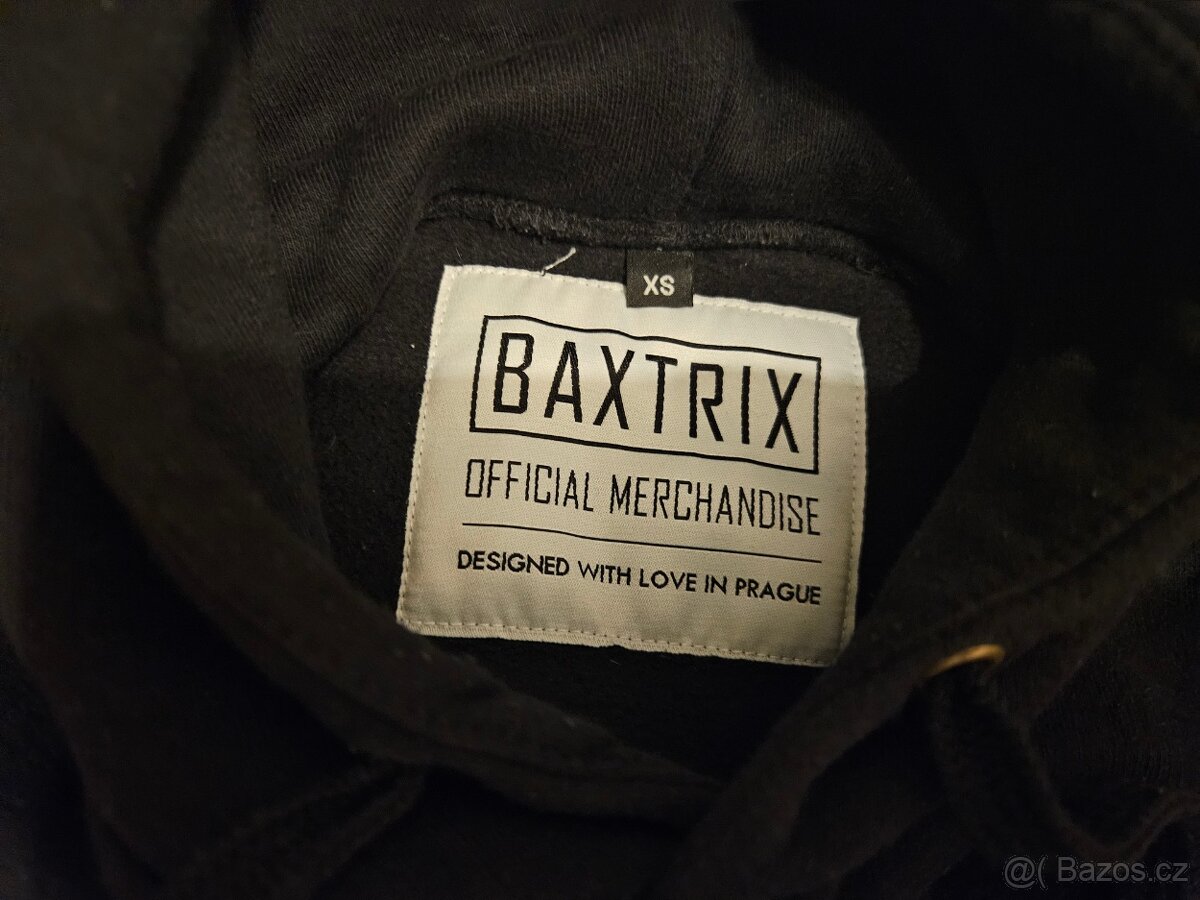 XS
BAXTRIX
OFFICIAL MERCHANDISE
DESIGNED WITH LOVE IN PRAGUE
@( Bazos.cz